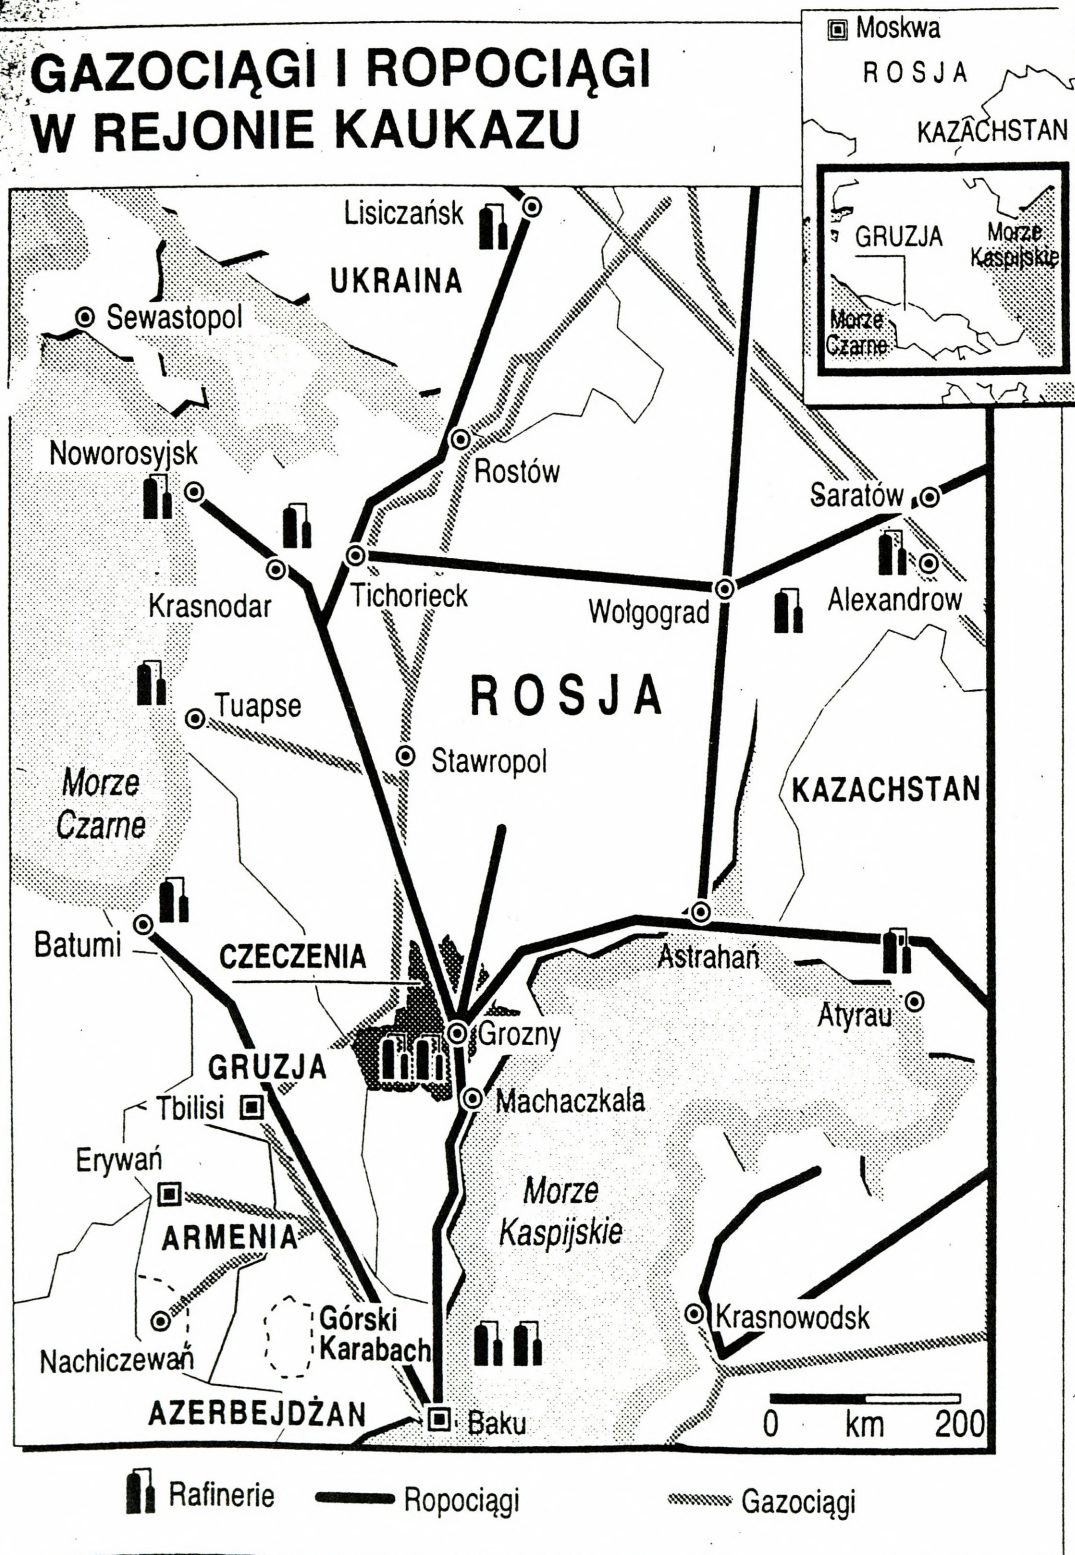 GAZOCIĄGI I ROPOCIĄGI
W REJONIE KAUKAZU
Moskwa
ROSJA
KAZACHSTAN
GRUZJA
Morze
Kaspijskie
Morze
Czarne
Lisiczańsk
UKRAINA
Sewastopol
Noworosyjsk
Rostów
Saratów
Krasnodar
Tichorieck
Wołgograd
Alexandrow
ROSJA
Tuapse
Stawropol
Morze
Czarne
KAZACHSTAN
Batumi
CZECZENIA
Astrahań
Atyrau
Grozny
GRUZJA
Tbilisi
Machaczkala
Erywań
ARMENIA
Morze
Kaspijskie
Górski
Karabach
Krasnowodsk
Nachiczewań
AZERBEJDŻAN
Baku
0 km 200
Rafinerie
Ropociągi
Gazociągi